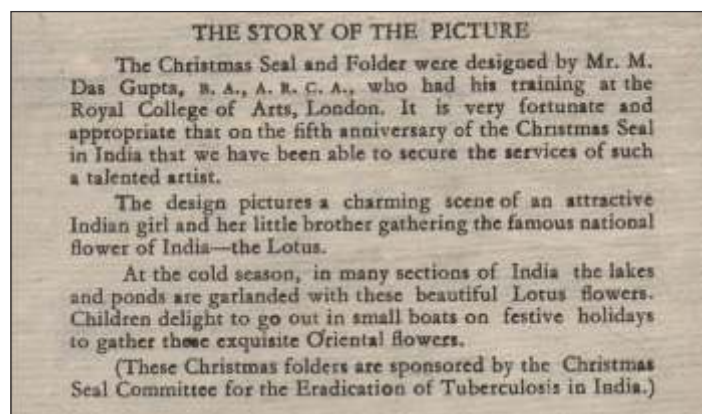 THE STORY OF THE PICTURE
The Christmas Seal and Folder were designed by Mr. M.
Das Gupta, B. A., A. R. C. A., who had his training at the
Royal College of Arts, London. It is very fortunate and
appropriate that on the fifth anniversary of the Christmas Seal
in India that we have been able to secure the services of such
a talented artist.
The design pictures a charming scene of an attractive
Indian girl and her little brother gathering the famous national
flower of India—the Lotus.
At the cold season, in many sections of India the lakes
and ponds are garlanded with these beautiful Lotus flowers.
Children delight to go out in small boats on festive holidays
to gather these exquisite Oriental flowers.
(These Christmas folders are sponsored by the Christmas
Seal Committee for the Eradication of Tuberculosis in India.)